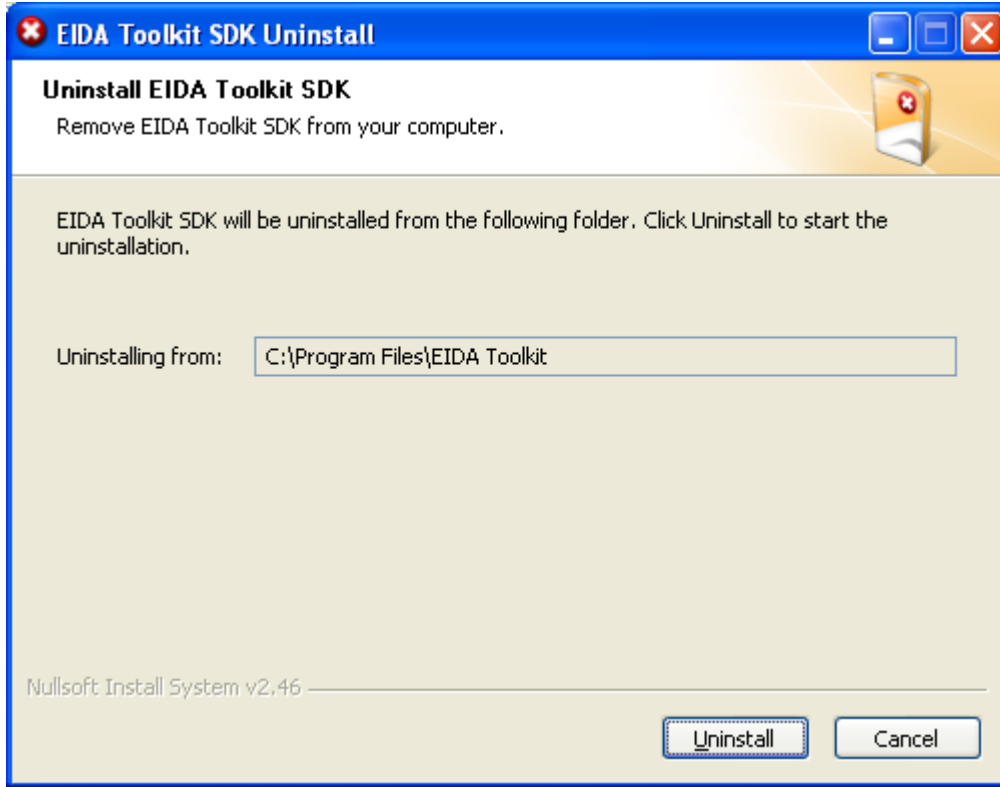 EIDA Toolkit SDK Uninstall
Uninstall EIDA Toolkit SDK
Remove EIDA Toolkit SDK from your computer.
EIDA Toolkit SDK will be uninstalled from the following folder. Click Uninstall to start the
uninstallation.
Uninstalling from: C:\Program Files\EIDA Toolkit
Nullsoft Install System v2.46
Uninstall Cancel